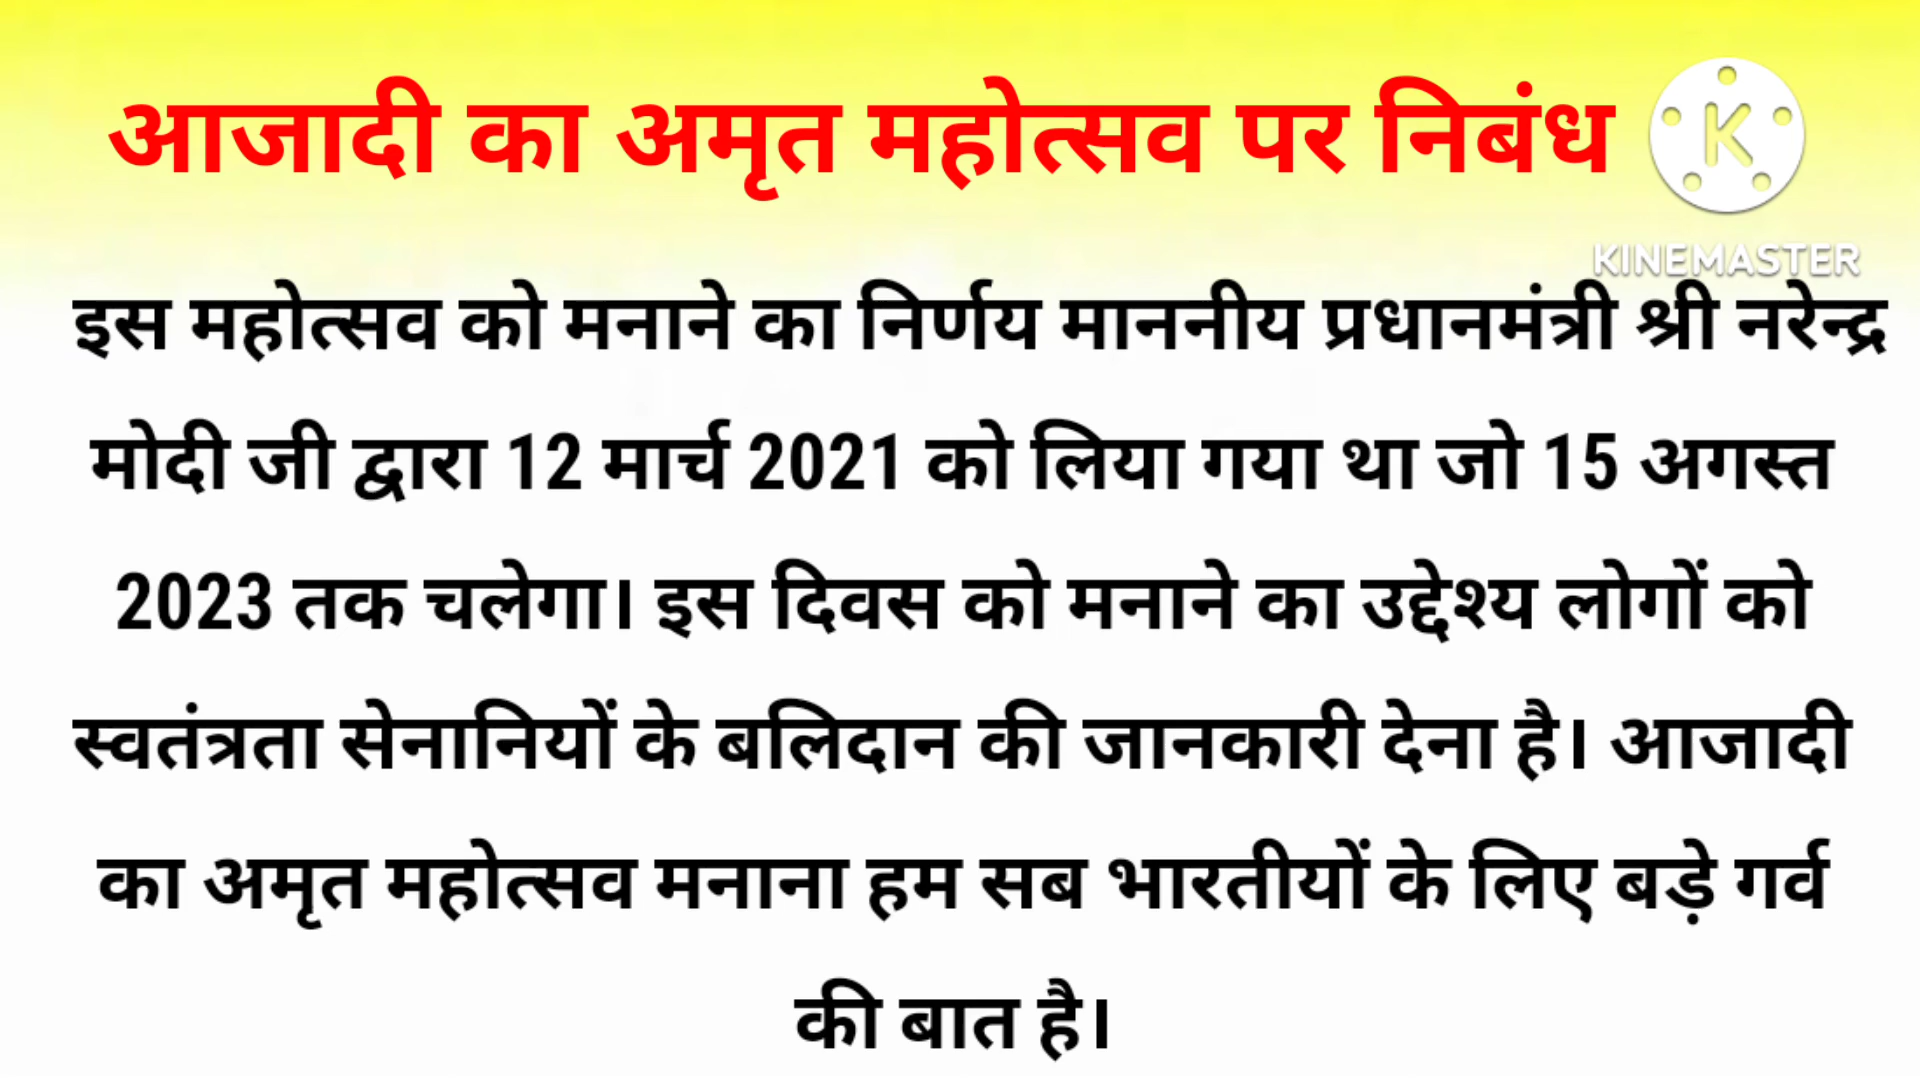 आजादी का अमृत महोत्सव पर निबंध
KINEMASTER
इस महोत्सव को मनाने का निर्णय माननीय प्रधानमंत्री श्री नरेन्द्र
मोदी जी द्वारा 12 मार्च 2021 को लिया गया था जो 15 अगस्त
2023 तक चलेगा। इस दिवस को मनाने का उद्देश्य लोगों को
स्वतंत्रता सेनानियों के बलिदान की जानकारी देना है। आजादी
का अमृत महोत्सव मनाना हम सब भारतीयों के लिए बड़े गर्व
की बात है।